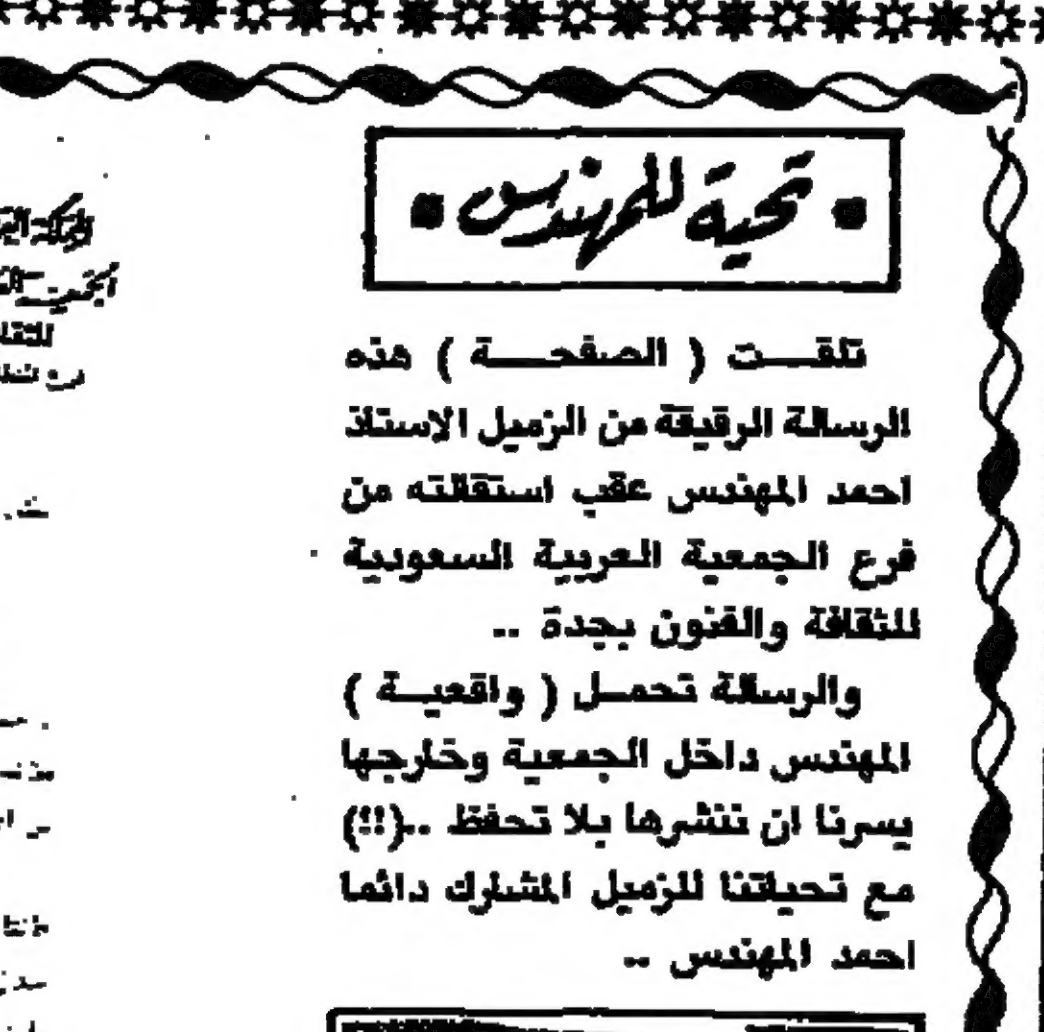 ▪ تحية للمهندس ▪
تلقت ( الصفحة ) هذه
الرسالة الرقيقة من الزميل الاستاذ
احمد المهندس عقب استقالته من
فرع الجمعية العربية السعودية
للثقافة والفنون بجدة ..
والرسالة تحمل ( واقعية )
المهندس داخل الجمعية وخارجها
يسرنا ان ننشرها بلا تحفظ ..(!!)
مع تحياتنا للزميل المشارك دائما
احمد المهندس ..